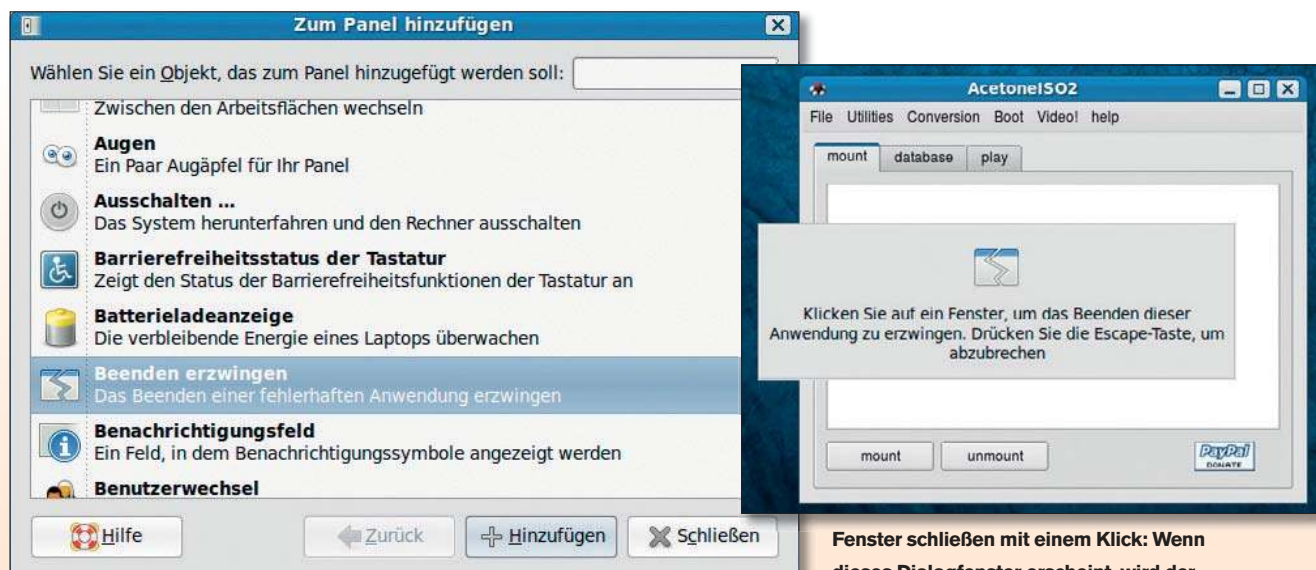 Zum Panel hinzufügen
Wählen Sie ein Objekt, das zum Panel hinzugefügt werden soll:
Zwischen den Arbeitsflächen wechseln
Augen
Ein Paar Augäpfel für Ihr Panel
Ausschalten ...
Das System herunterfahren und den Rechner ausschalten
Barrierefreiheitsstatus der Tastatur
Zeigt den Status der Barrierefreiheitsfunktionen der Tastatur an
Batterieladeanzeige
Die verbleibende Energie eines Laptops überwachen
Beenden erzwingen
Das Beenden einer fehlerhaften Anwendung erzwingen
Benachrichtigungsfeld
Ein Feld, in dem Benachrichtigungssymbole angezeigt werden
Benutzerwechsel
Hilfe
Zurück
Hinzufügen
Schließen
AcetoneISO2
File Utilities Conversion Boot Video! help
mount database play
Klicken Sie auf ein Fenster, um das Beenden dieser
Anwendung zu erzwingen. Drücken Sie die Escape-Taste, um
abzubrechen
mount unmount
PayPal
DONATE
Fenster schließen mit einem Klick: Wenn
dieses Dialogfenster erscheint, wird der